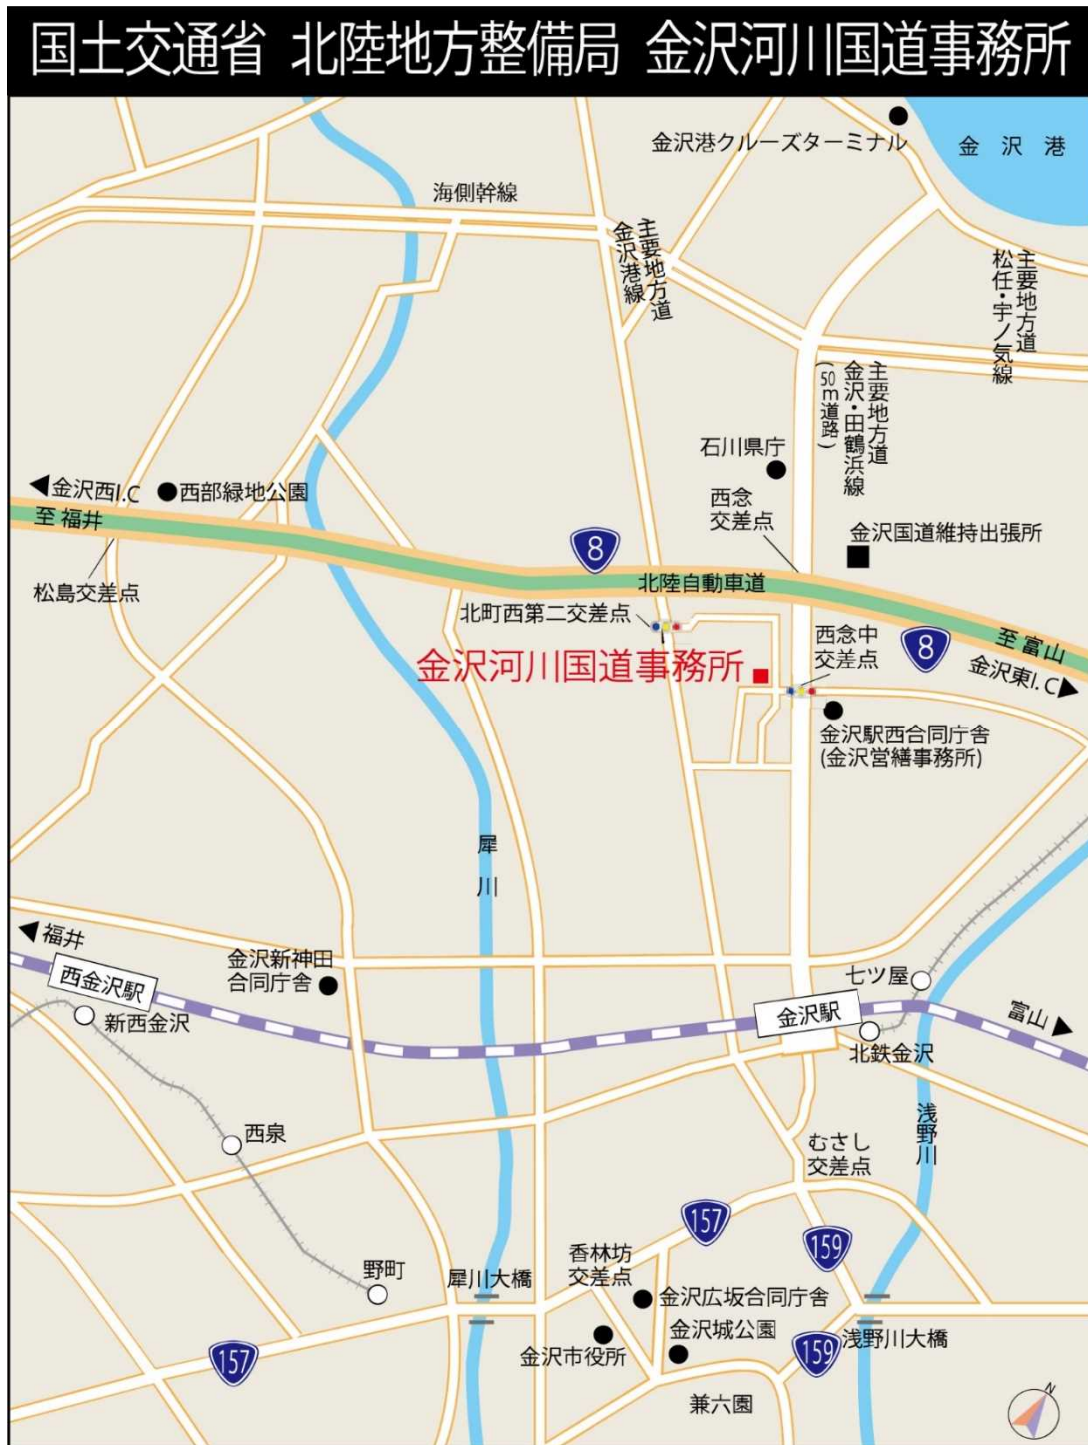 国土交通省 北陸地方整備局 金沢河川国道事務所
金沢港クルーズターミナル
金沢港
海側幹線
主要地方道
金沢港線
主要地方道
松任・宇ノ気線
主要地方道
金沢・田鶴浜線
(50m道路)
石川県庁
金沢西I.C
西部緑地公園
至 福井
西念
交差点
8
金沢国道維持出張所
北陸自動車道
松島交差点
北町西第二交差点
西念中
交差点
8
至 富山
金沢東I.C
金沢河川国道事務所
金沢駅西合同庁舎
(金沢営繕事務所)
犀川
福井
金沢新神田
合同庁舎
西金沢駅
新西金沢
七ツ屋
金沢駅
富山
北鉄金沢
浅野川
西泉
むさし
交差点
157
159
香林坊
交差点
野町
犀川大橋
金沢広坂合同庁舎
金沢城公園
浅野川大橋
157
金沢市役所
159
兼六園
N